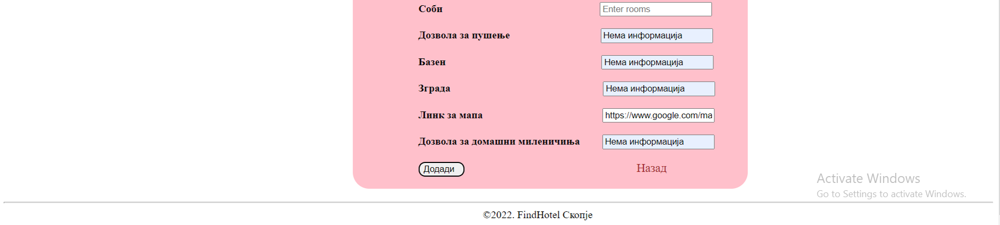 Соби Enter rooms
Дозвола за пушење Нема информација
Базен Нема информација
Зграда Нема информација
Линк за мапа https://www.google.com/ma
Дозвола за домашни миленичиња Нема информација
Додади Назад
Activate Windows
Go to Settings to activate Windows.
©2022. FindHotel Скопје